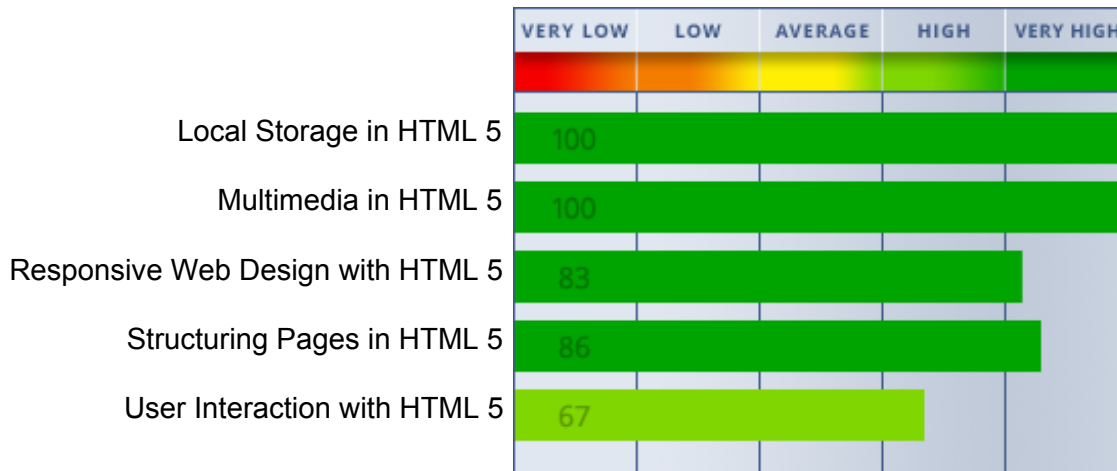 VERY LOW LOW AVERAGE HIGH VERY HIGH
Local Storage in HTML 5 100
Multimedia in HTML 5 100
Responsive Web Design with HTML 5 83
Structuring Pages in HTML 5 86
User Interaction with HTML 5 67